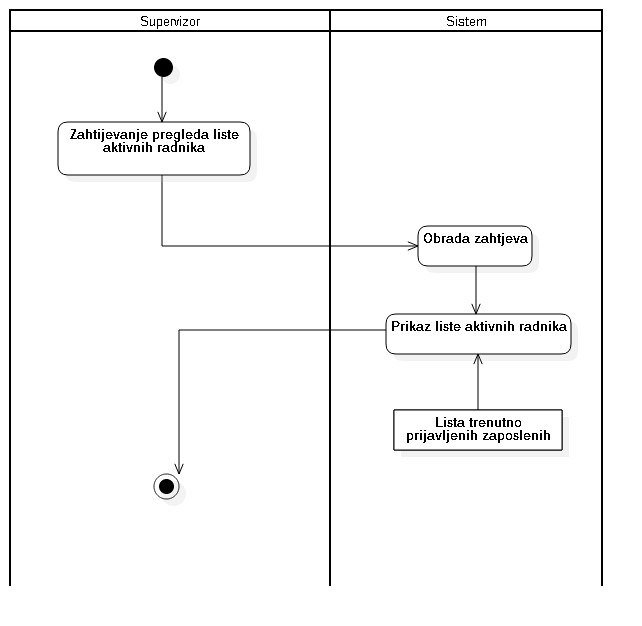 Supervizor
Sistem
Zahtijevanje pregleda liste
aktivnih radnika
Obrada zahtjeva
Prikaz liste aktivnih radnika
Lista trenutno
prijavljenih zaposlenih